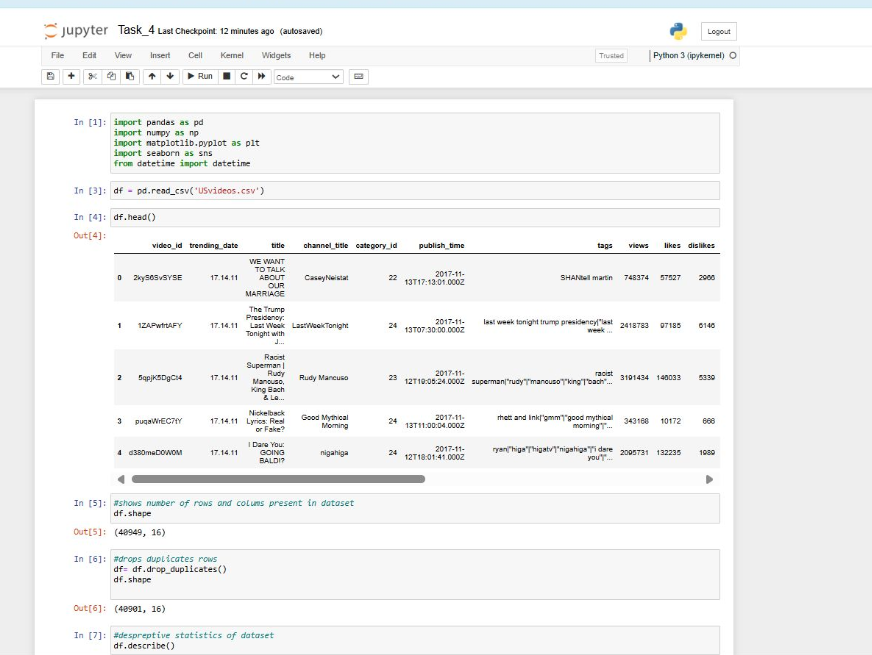 jupyter Task_4 Last Checkpoint: 12 minutes ago (autosaved)
Logout
File Edit View Insert Cell Kernel Widgets Help
Trusted
Python 3 (ipykernel)
Run
Code
In [1]: import pandas as pd
import numpy as np
import matplotlib.pyplot as plt
import seaborn as sns
from datetime import datetime
In [3]: df = pd.read_csv('USvideos.csv')
In [4]: df.head()
Out[4]:
video_id trending_date title channel_title category_id publish_time tags views likes dislikes
0 2kyS6SvSYSE 17.14.11 WE WANT
TO TALK
ABOUT
OUR
MARRIAGE
CaseyNeistat 22 2017-11-
13T17:13:01.000Z
SHANtell martin 748374 57527 2966
1 1ZAPwfrtAFY 17.14.11 The Trump
Presidency:
Last Week
Tonight with
J...
LastWeekTonight 24 2017-11-
13T07:30:00.000Z
last week tonight trump presidency|"last
week ...
2418783 97185 6146
2 5qpjK5DgCt4 17.14.11 Racist
Superman |
Rudy
Mancuso,
King Bach
& Le...
Rudy Mancuso 23 2017-11-
12T19:05:24.000Z
racist
superman|"rudy"|"mancuso"|"king"|"bach"...
3191434 146033 5339
3 puqaWrEC7tY 17.14.11 Nickelback
Lyrics: Real
or Fake?
Good Mythical
Morning
24 2017-11-
13T11:00:04.000Z
rhett and link|"gmm"|"good mythical
morning"|"...
343168 10172 666
4 d380meD0W0M 17.14.11 I Dare You:
GOING
BALD!?
nigahiga 24 2017-11-
12T18:01:41.000Z
ryan|"higa"|"higatv"|"nigahiga"|"i dare
you"|"...
2095731 132235 1989
In [5]: #shows number of rows and colums present in dataset
df.shape
Out[5]: (40949, 16)
In [6]: #drops duplicates rows
df= df.drop_duplicates()
df.shape
Out[6]: (40901, 16)
In [7]: #despreptive statistics of dataset
df.describe()